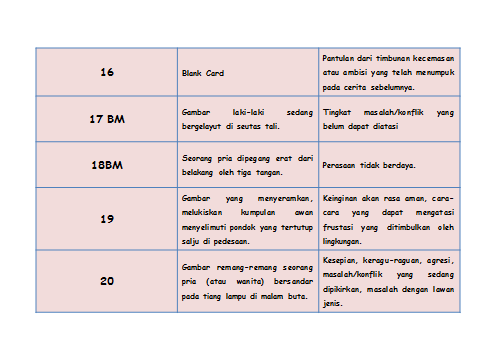 16
Blank Card
Pantulan dari timbunan kecemasan
atau ambisi yang telah menumpuk
pada cerita sebelumnya.
17 BM
Gambar laki-laki sedang
bergelayut di seutas tali.
Tingkat masalah/konflik yang
belum dapat diatasi
18BM
Seorang pria dipegang erat dari
belakang oleh tiga tangan.
Perasaan tidak berdaya.
19
Gambar yang menyeramkan,
melukiskan kumpulan awan
menyelimuti pondok yang tertutup
salju di pedesaan.
Keinginan akan rasa aman, cara-
cara yang dapat mengatasi
frustasi yang ditimbulkan oleh
lingkungan.
20
Gambar remang-remang seorang
pria (atau wanita) bersandar
pada tiang lampu di malam buta.
Kesepian, keragu-raguan, agresi,
masalah/konflik yang sedang
dipikirkan, masalah dengan lawan
jenis.